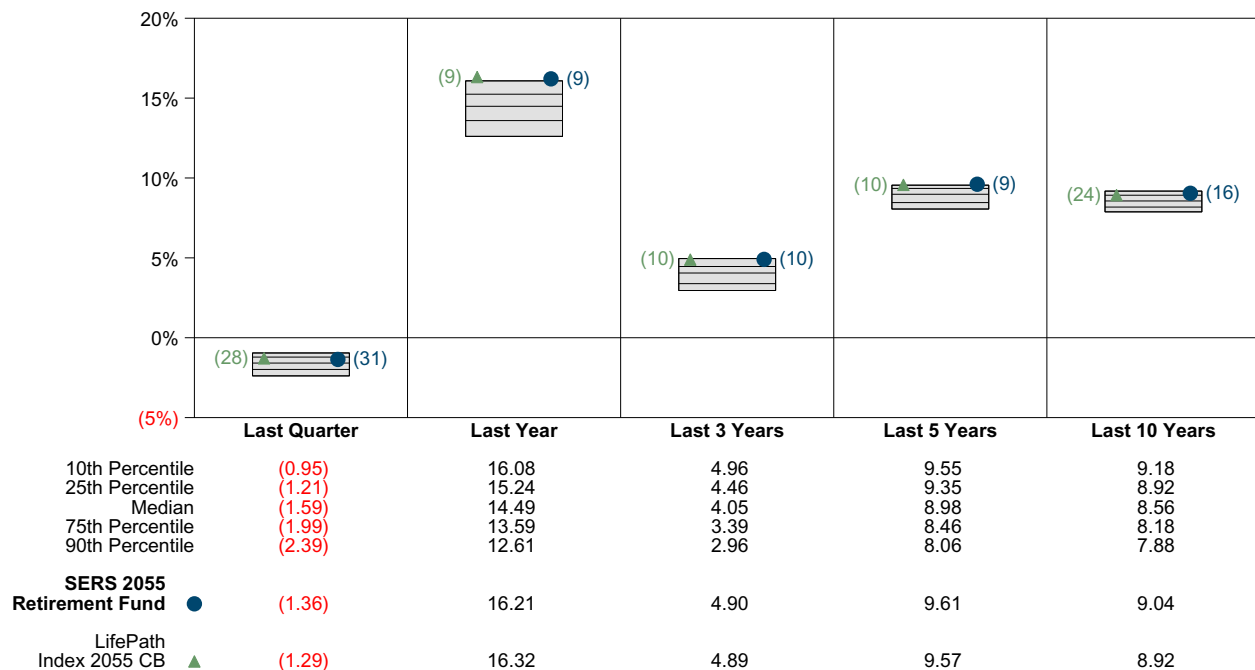 20%
15%
10%
5%
0%
(5%)
(9) (9)
(10) (9)
(24) (16)
(10) (10)
(28) (31)
Last Quarter Last Year Last 3 Years Last 5 Years Last 10 Years
10th Percentile (0.95) 16.08 4.96 9.55 9.18
25th Percentile (1.21) 15.24 4.46 9.35 8.92
Median (1.59) 14.49 4.05 8.98 8.56
75th Percentile (1.99) 13.59 3.39 8.46 8.18
90th Percentile (2.39) 12.61 2.96 8.06 7.88
SERS 2055
Retirement Fund (1.36) 16.21 4.90 9.61 9.04
LifePath
Index 2055 CB (1.29) 16.32 4.89 9.57 8.92